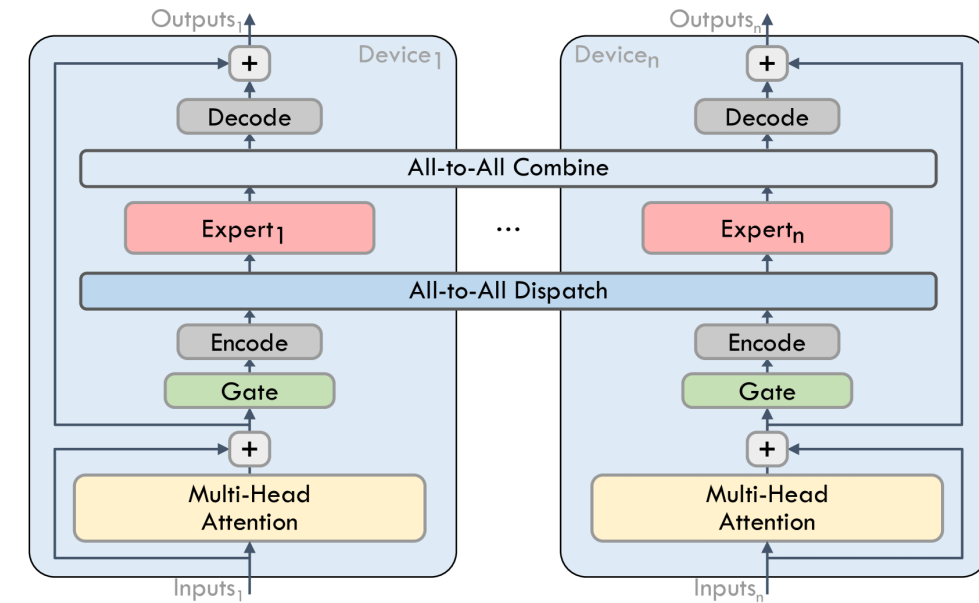 Outputs₁ Outputsₙ
Device₁ Deviceₙ
+ +
Decode Decode
All-to-All Combine
Expert₁ ... Expertₙ
All-to-All Dispatch
Encode Encode
Gate Gate
+ +
Multi-Head Multi-Head
Attention Attention
Inputs₁ Inputsₙ